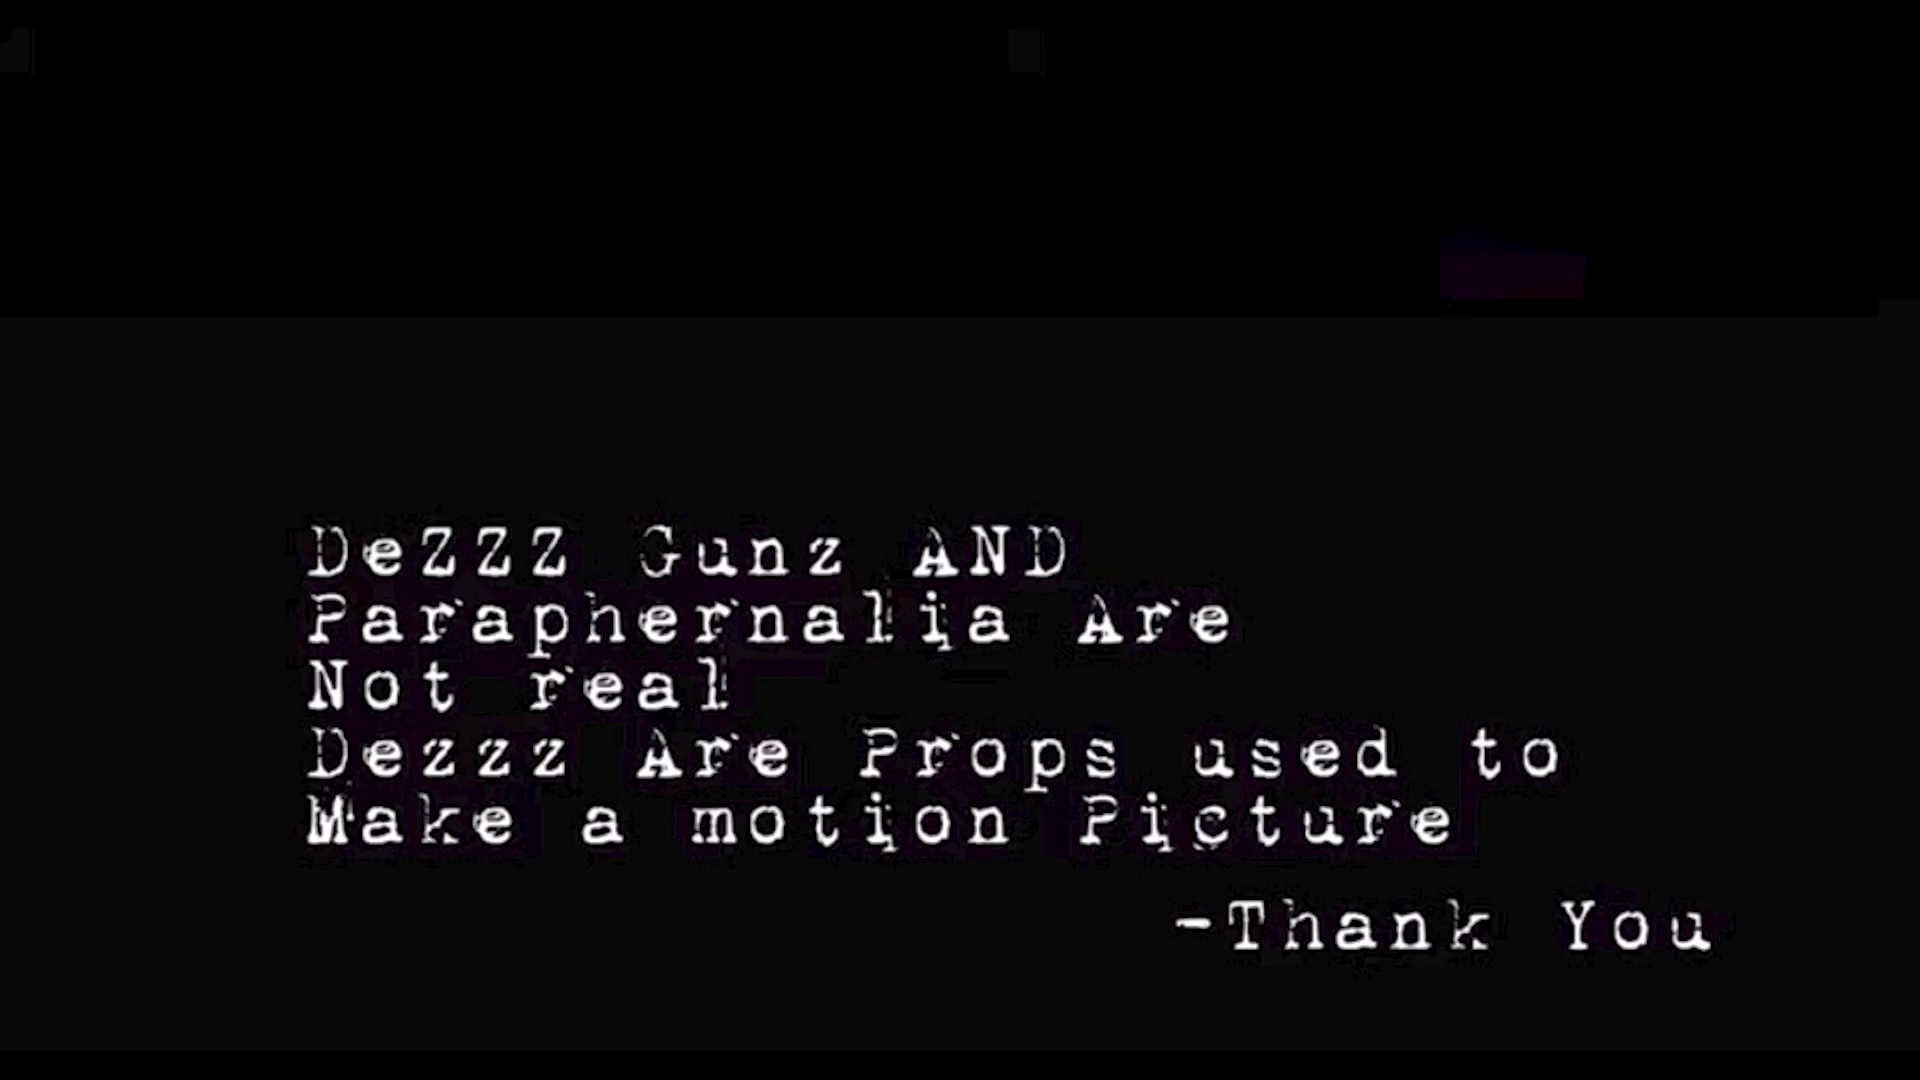 DeZZZ Gunz AND
Paraphernalia Are
Not real
Dezzz Are Props used to
Make a motion Picture
-Thank You